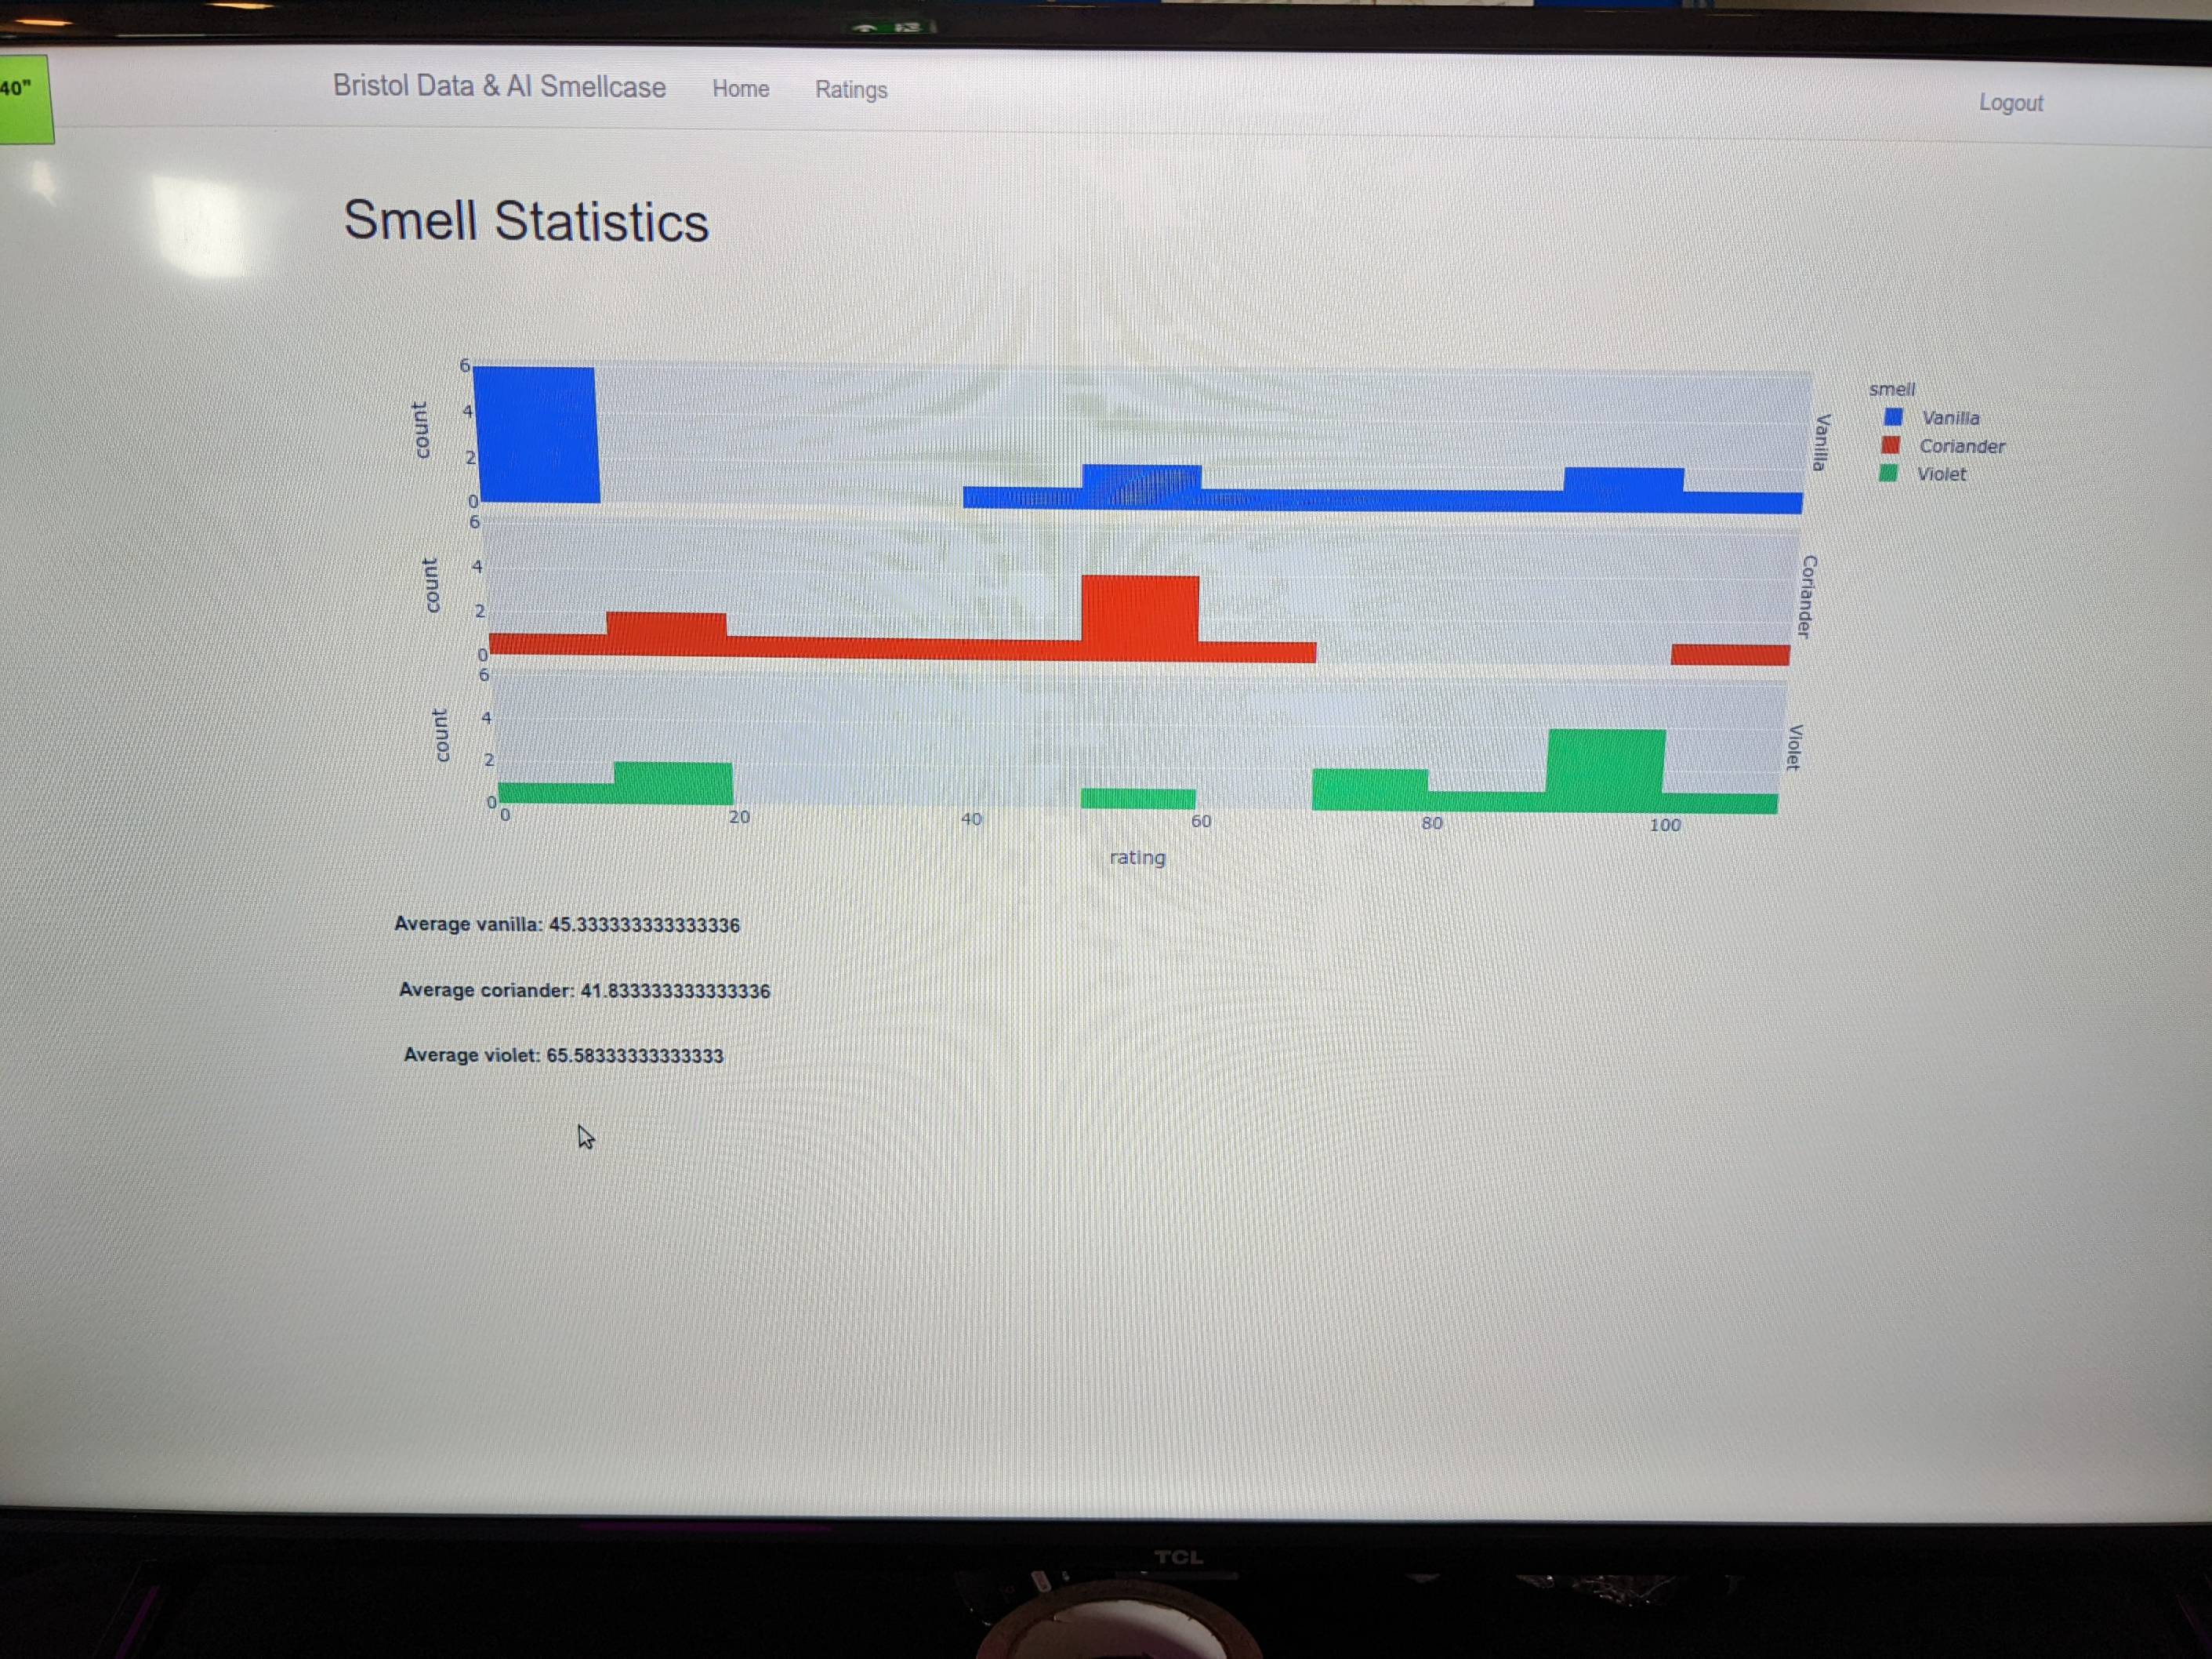 40"
Bristol Data & AI Smellcase Home Ratings Logout
Smell Statistics
6
4
2
0
count
Vanilla
smell
Vanilla
Coriander
Violet
6
4
2
0
count
Coriander
6
4
2
0
count
Violet
0 20 40 60 80 100
rating
Average vanilla: 45.333333333333336
Average coriander: 41.833333333333336
Average violet: 65.58333333333333
TCL